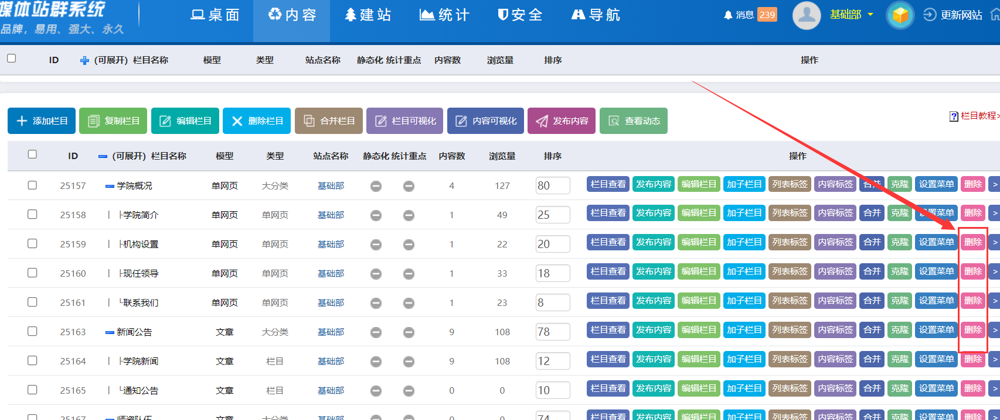 媒体站群系统
品牌，易用、强大、永久
桌面 内容 建站 统计 安全 导航 消息 239 基础部 更新网站
ID (可展开) 栏目名称 模型 类型 站点名称 静态化 统计重点 内容数 浏览量 排序 操作
添加栏目 复制栏目 编辑栏目 删除栏目 合并栏目 栏目可视化 内容可视化 发布内容 查看动态 栏目教程>
ID (可展开) 栏目名称 模型 类型 站点名称 静态化 统计重点 内容数 浏览量 排序 操作
25157 学院概况 单网页 大分类 基础部 4 127 80 栏目查看 发布内容 编辑栏目 加子栏目 列表标签 内容标签 合并 克隆 设置菜单 删除 >
25158 | ├学院简介 单网页 单网页 基础部 1 49 25 栏目查看 发布内容 编辑栏目 加子栏目 列表标签 内容标签 合并 克隆 设置菜单 删除 >
25159 | ├机构设置 单网页 单网页 基础部 1 22 20 栏目查看 发布内容 编辑栏目 加子栏目 列表标签 内容标签 合并 克隆 设置菜单 删除 >
25160 | ├现任领导 单网页 单网页 基础部 1 33 18 栏目查看 发布内容 编辑栏目 加子栏目 列表标签 内容标签 合并 克隆 设置菜单 删除 >
25161 | └联系我们 单网页 单网页 基础部 1 23 8 栏目查看 发布内容 编辑栏目 加子栏目 列表标签 内容标签 合并 克隆 设置菜单 删除 >
25163 新闻公告 文章 大分类 基础部 9 108 78 栏目查看 发布内容 编辑栏目 加子栏目 列表标签 内容标签 合并 克隆 设置菜单 删除 >
25164 | ├学院新闻 文章 栏目 基础部 9 108 12 栏目查看 发布内容 编辑栏目 加子栏目 列表标签 内容标签 合并 克隆 设置菜单 删除 >
25165 | └通知公告 文章 栏目 基础部 0 0 10 栏目查看 发布内容 编辑栏目 加子栏目 列表标签 内容标签 合并 克隆 设置菜单 删除 >
25167 师资队伍 文章 大分类 基础部 0 0 74 栏目查看 发布内容 编辑栏目 加子栏目 列表标签 内容标签 合并 克隆 设置菜单 删除 >